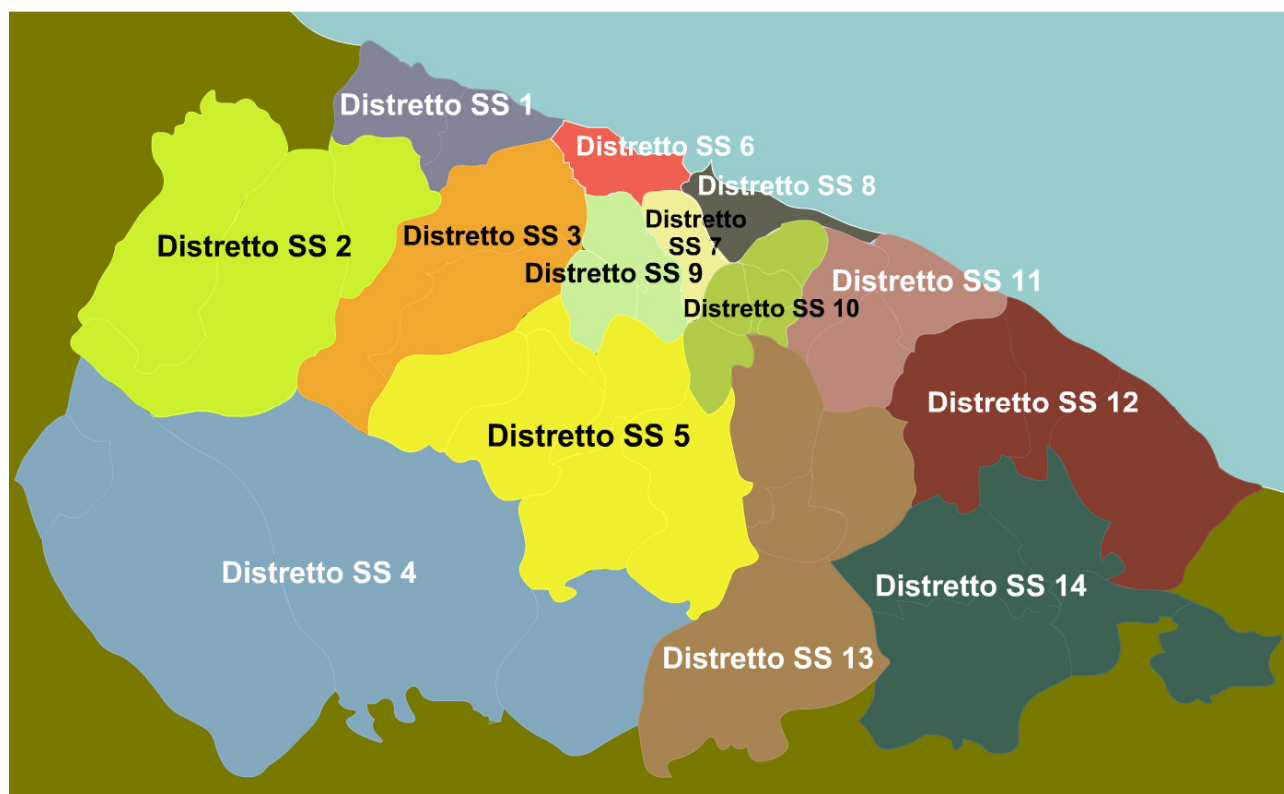 Distretto SS 1
Distretto SS 6
Distretto SS 8
Distretto
SS 7
Distretto SS 2
Distretto SS 3
Distretto SS 9
Distretto SS 10
Distretto SS 11
Distretto SS 12
Distretto SS 5
Distretto SS 4
Distretto SS 14
Distretto SS 13